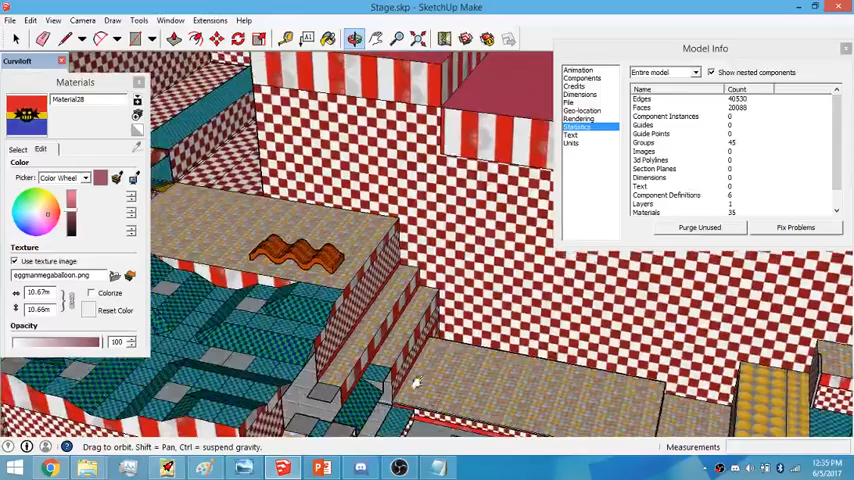 Stage.skp - SketchUp Make
File Edit View Camera Draw Tools Window Extensions Help
Curviloft
Materials
Material28
Select Edit
Color
Picker: Color Wheel
Texture
Use texture image:
eggmanmegaballoon.png
10.67m Colorize
10.66m Reset Color
Opacity
100
Model Info
Animation
Components
Credits
Dimensions
File
Geo-location
Rendering
Statistics
Text
Units
Entire model Show nested components
Name Count
Edges 40530
Faces 20088
Component Instances 0
Guides 0
Guide Points 0
Groups 45
Images 0
3d Polylines 0
Section Planes 0
Dimensions 0
Text 0
Component Definitions 6
Layers 1
Materials 35
Purge Unused Fix Problems
Drag to orbit. Shift = Pan, Ctrl = suspend gravity. Measurements
12:35 PM
6/5/2017